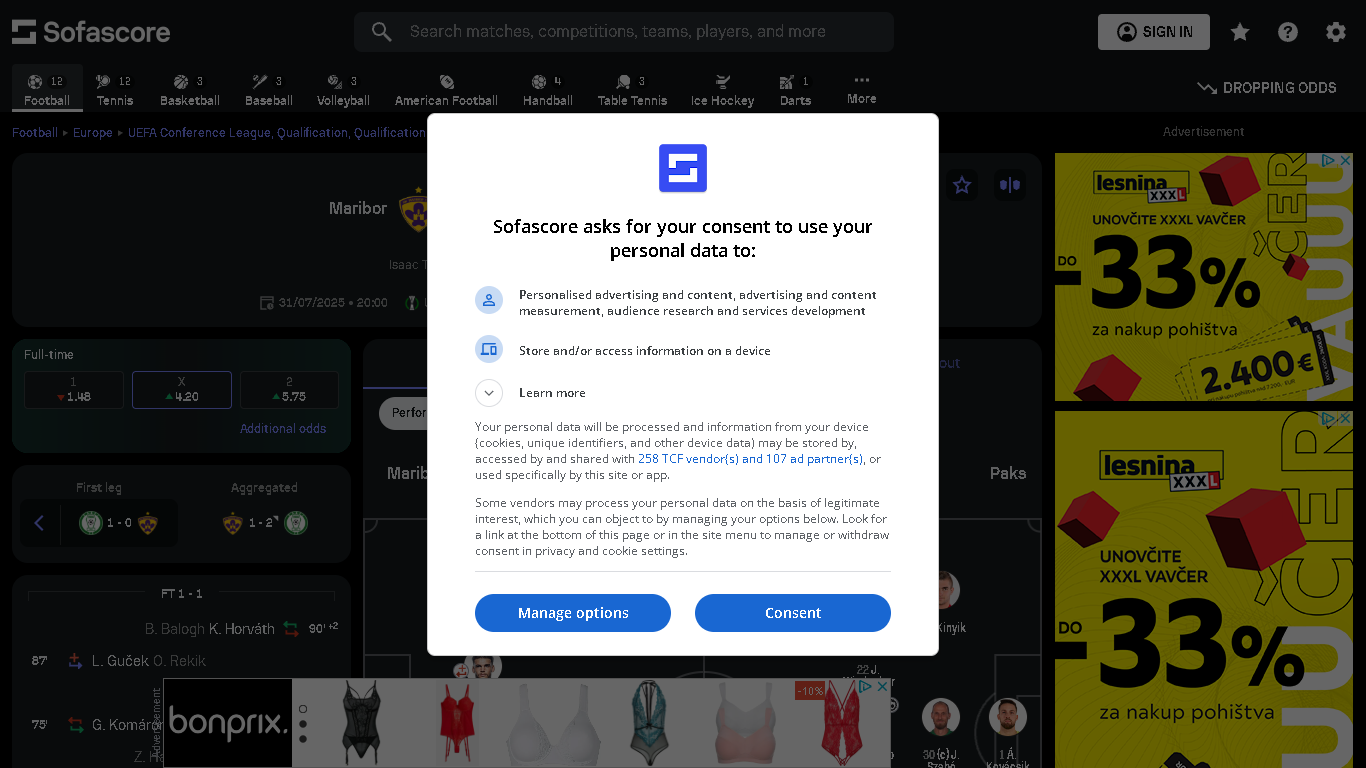 Sofascore
Search matches, competitions, teams, players, and more
SIGN IN
12
Football
12
Tennis
3
Basketball
3
Baseball
3
Volleyball
American Football
4
Handball
3
Table Tennis
Ice Hockey
1
Darts
More
DROPPING ODDS
Football
Europe
UEFA Conference League, Qualification, Qualification
Advertisement
Maribor
Isaac T
31/07/2025 • 20:00
Full-time
1
1.48
X
4.20
2
5.75
Additional odds
First leg
1 - 0
Aggregated
1 - 2
FT 1 - 1
B. Balogh K. Horváth 90' +2
87' L. Guček O. Rekik
75' G. Komáro
Perfor
Marib
Paks
out
Sofascore asks for your consent to use your
personal data to:
Personalised advertising and content, advertising and content
measurement, audience research and services development
Store and/or access information on a device
Learn more
Your personal data will be processed and information from your device
(cookies, unique identifiers, and other device data) may be stored by,
accessed by and shared with 258 TCF vendor(s) and 107 ad partner(s), or
used specifically by this site or app.
Some vendors may process your personal data on the basis of legitimate
interest, which you can object to by managing your options below. Look for
a link at the bottom of this page or in the site menu to manage or withdraw
consent in privacy and cookie settings.
Manage options
Consent
Kinyik
22 J.
30 (c) J.
Szabó
1 Á.
Kovácsik
Advertisement
bonprix.
-10%
lesnina
XXXL
UNOVČITE XXXL VAVČER
DO
-33%
za nakup pohištva
2.400€
lesnina
XXXL
UNOVČITE
XXXL VAVČER
DO
-33%
za nakup pohištva